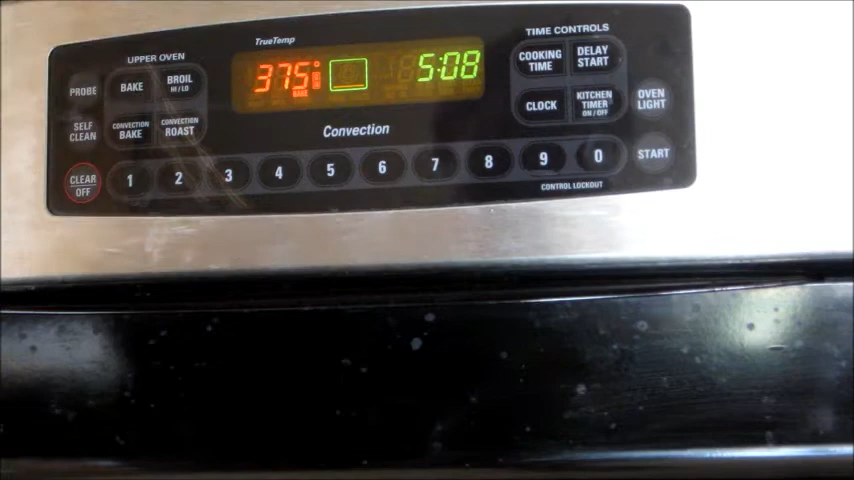 UPPER OVEN
TrueTemp
TIME CONTROLS
PROBE
BAKE
BROIL
HI / LO
375°
BAKE
5:08
COOKING
TIME
DELAY
START
SELF
CLEAN
CONVECTION
BAKE
CONVECTION
ROAST
Convection
CLOCK
KITCHEN
TIMER
ON / OFF
OVEN
LIGHT
CLEAR
OFF
1 2 3 4 5 6 7 8 9 0
START
CONTROL LOCKOUT